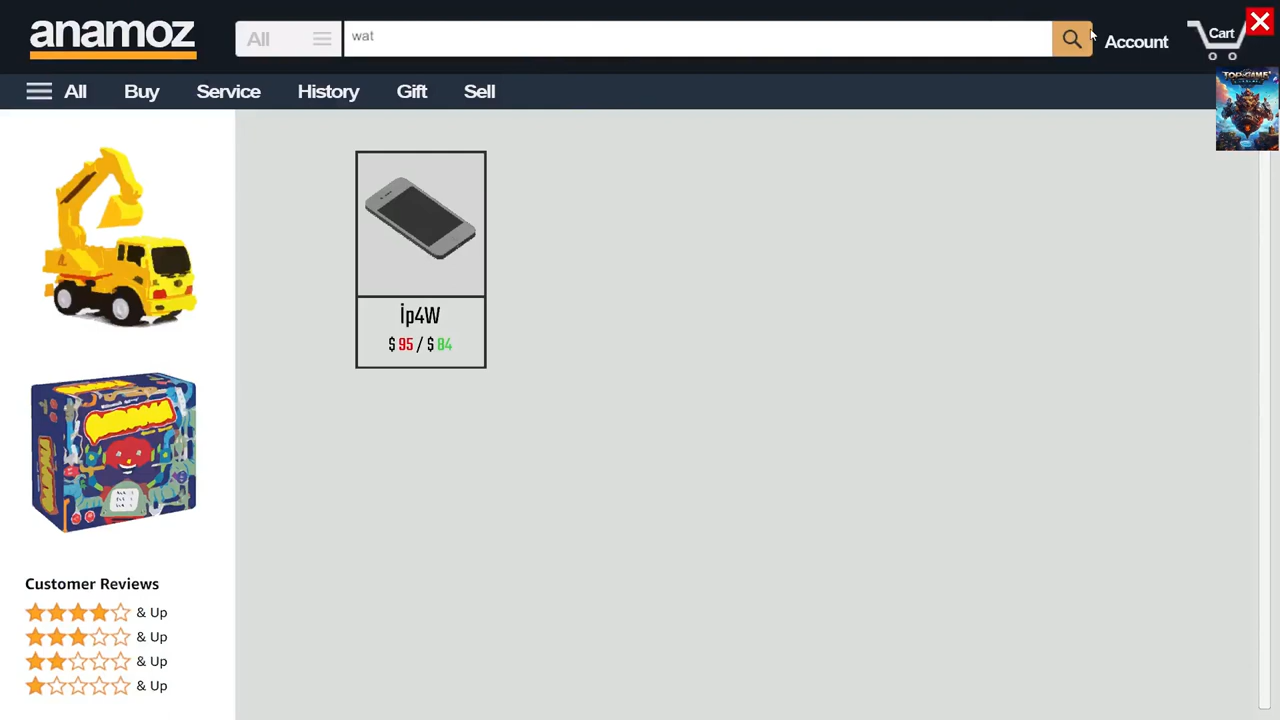 anamoz
All
wat
Account
Cart
All
Buy
Service
History
Gift
Sell
İp4W
$ 95 / $ 84
Customer Reviews
& Up
& Up
& Up
& Up